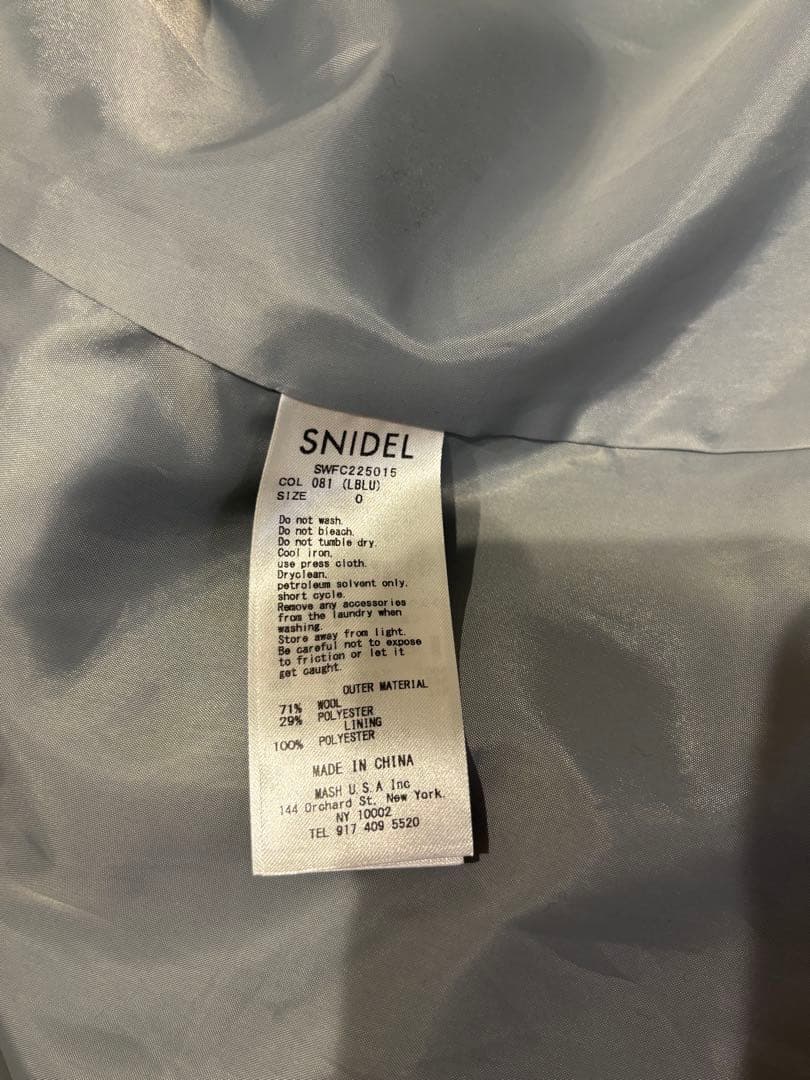 SNIDEL
SWFC225015
COL 081 (LBLU)
SIZE 0
Do not wash.
Do not bleach.
Do not tumble dry.
Cool iron,
use press cloth.
Dryclean,
petroleum solvent only.
short cycle.
Remove any accessories
from the laundry when
washing.
Store away from light.
Be careful not to expose
to friction or let it
get caught.
OUTER MATERIAL
71% WOOL
29% POLYESTER
LINING
100% POLYESTER
MADE IN CHINA
MASH U.S.A Inc
144 Orchard St, New York.
NY 10002
TEL 917 409 5520